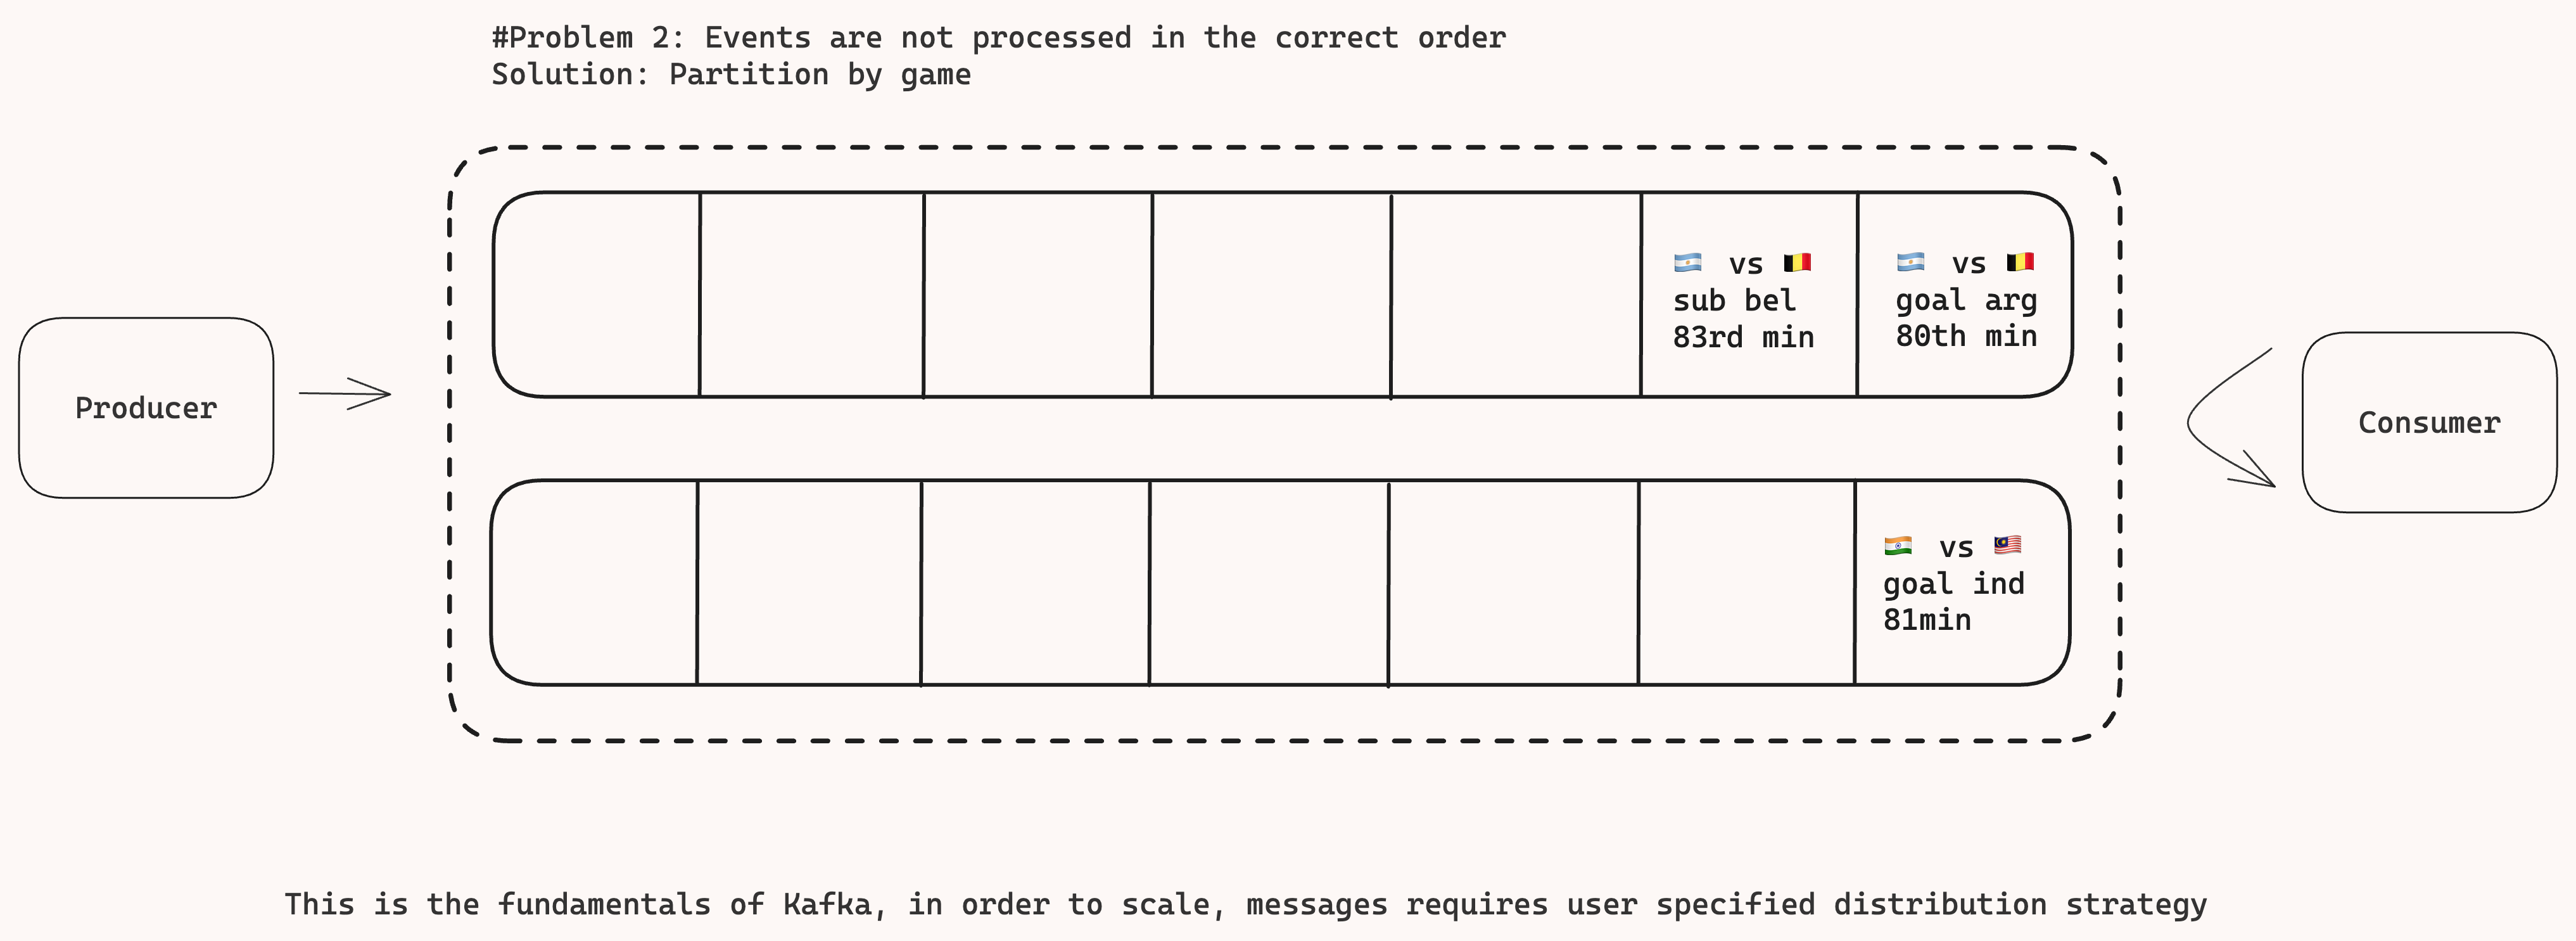 #Problem 2: Events are not processed in the correct order
Solution: Partition by game
🇦🇷 vs 🇧🇪
sub bel
83rd min
🇦🇷 vs 🇧🇪
goal arg
80th min
Producer
Consumer
🇮🇳 vs 🇲🇾
goal ind
81min
This is the fundamentals of Kafka, in order to scale, messages requires user specified distribution strategy